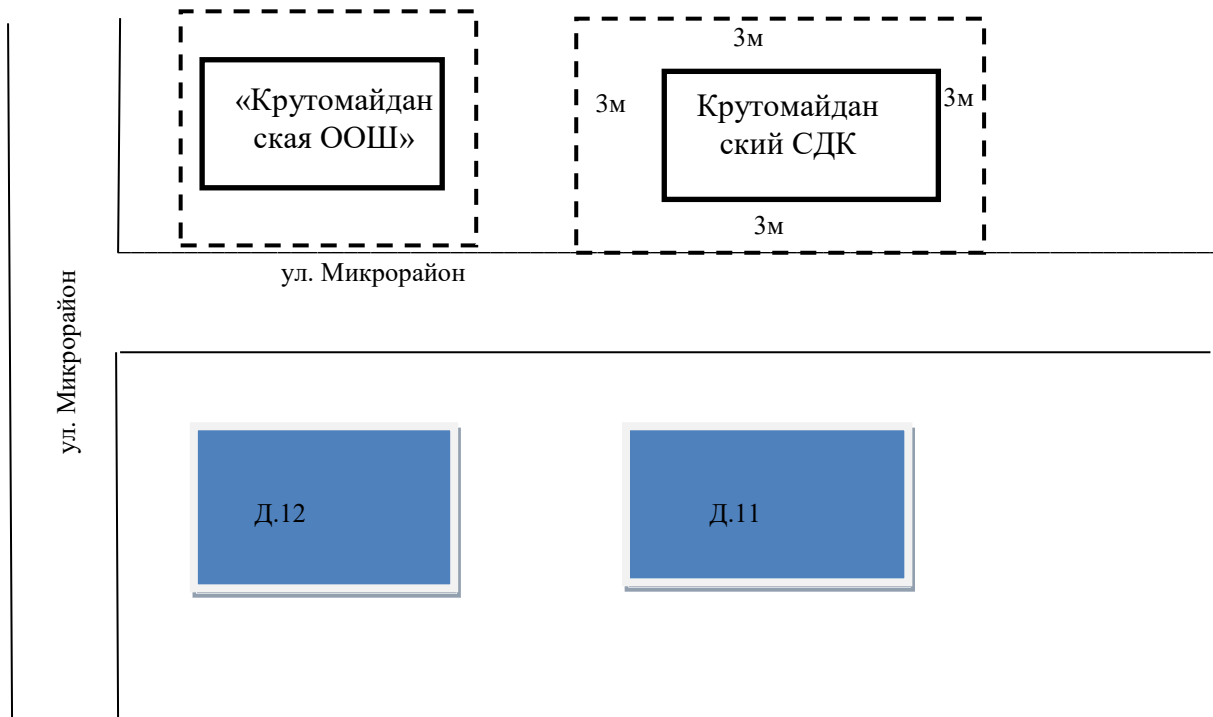 «Крутомайдан
ская ООШ»
3м
3м
3м
Крутомайдан
ский СДК
3м
ул. Микрорайон
ул. Микрорайон
Д.12
Д.11